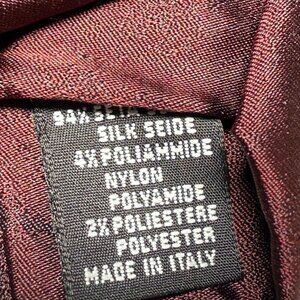 94% SETA
SILK SEIDE
4% POLIAMMIDE
NYLON
POLYAMIDE
2% POLIESTERE
POLYESTER
MADE IN ITALY